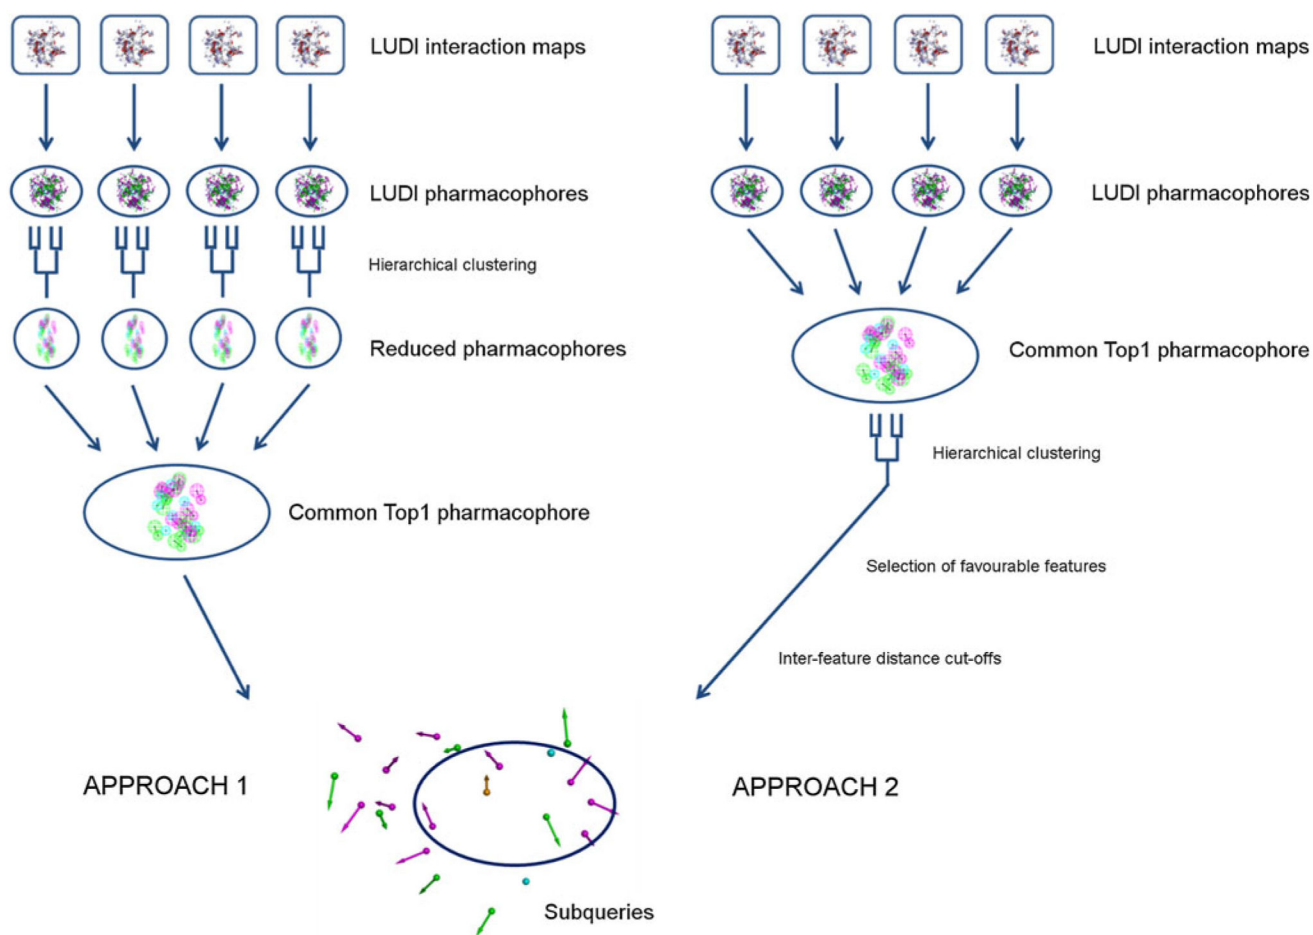 LUDI interaction maps
LUDI pharmacophores
Hierarchical clustering
Reduced pharmacophores
Common Top1 pharmacophore
APPROACH 1
LUDI interaction maps
LUDI pharmacophores
Common Top1 pharmacophore
Hierarchical clustering
Selection of favourable features
Inter-feature distance cut-offs
APPROACH 2
Subqueries